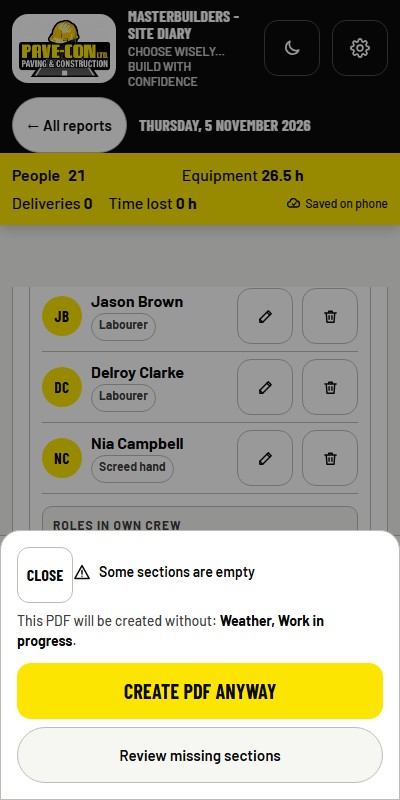 PAVE-CON LTD.
PAVING & CONSTRUCTION
MASTERBUILDERS -
SITE DIARY
CHOOSE WISELY...
BUILD WITH
CONFIDENCE
← All reports
THURSDAY, 5 NOVEMBER 2026
People 21
Equipment 26.5 h
Deliveries 0
Time lost 0 h
Saved on phone
JB
Jason Brown
Labourer
DC
Delroy Clarke
Labourer
NC
Nia Campbell
Screed hand
ROLES IN OWN CREW
CLOSE
Some sections are empty
This PDF will be created without: Weather, Work in
progress.
CREATE PDF ANYWAY
Review missing sections